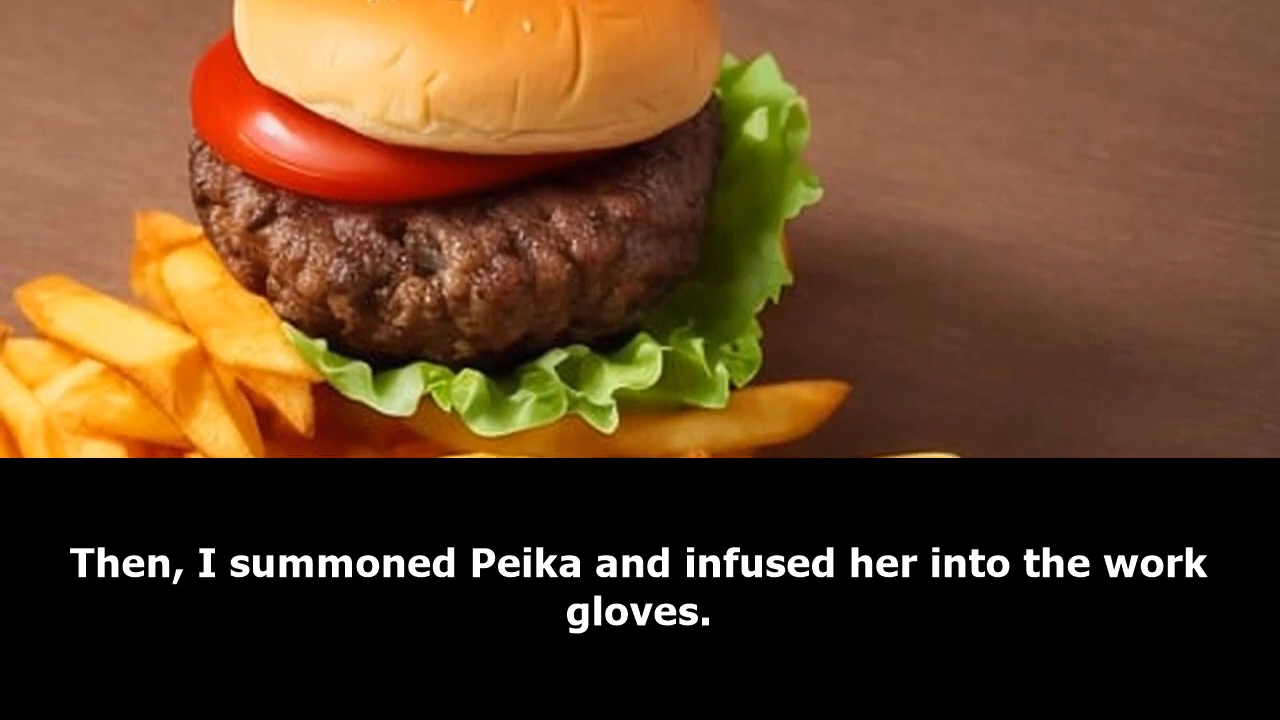 Then, I summoned Peika and infused her into the work
gloves.